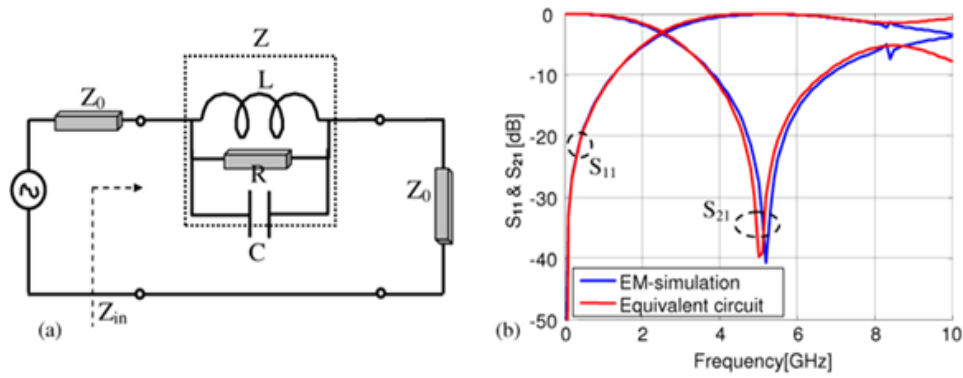 Z
L
Z0
R
Z0
C
Zin
(a)
0
-10
-20
-30
-40
-50
S11 & S21 [dB]
S11
S21
EM-simulation
Equivalent circuit
0
2
4
6
8
10
Frequency[GHz]
(b)